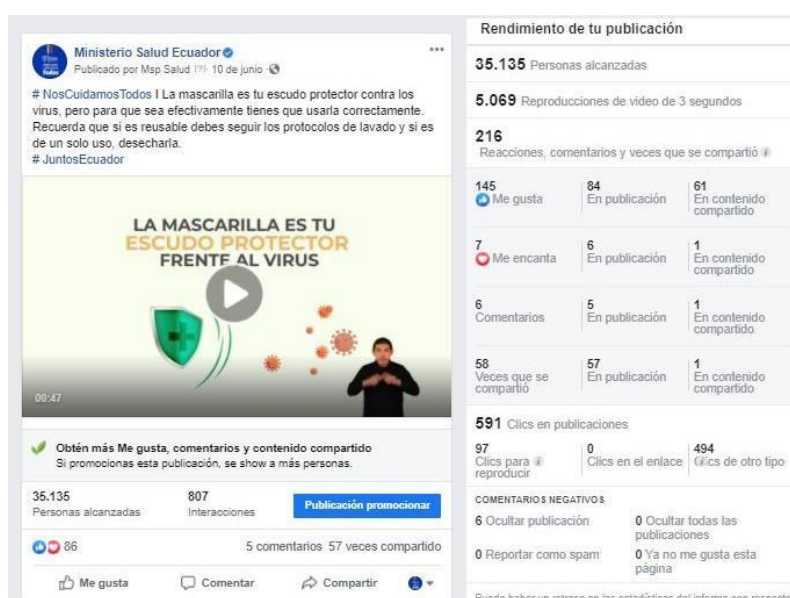 Ministerio Salud Ecuador
Publicado por Msp Salud [?] · 10 de junio ·
# NosCuidamosTodos I La mascarilla es tu escudo protector contra los
virus, pero para que sea efectivamente tienes que usarla correctamente.
Recuerda que si es reusable debes seguir los protocolos de lavado y si es
de un solo uso, desecharla.
# JuntosEcuador
LA MASCARILLA ES TU
ESCUDO PROTECTOR
FRENTE AL VIRUS
00:47
Obtén más Me gusta, comentarios y contenido compartido
Si promocionas esta publicación, se show a más personas.
35.135
Personas alcanzadas
807
Interacciones
Publicación promocionar
86
5 comentarios 57 veces compartido
Me gusta
Comentar
Compartir
Rendimiento de tu publicación
35.135 Personas alcanzadas
5.069 Reproducciones de video de 3 segundos
216
Reacciones, comentarios y veces que se compartió
145
Me gusta
84
En publicación
61
En contenido
compartido
7
Me encanta
6
En publicación
1
En contenido
compartido
6
Comentarios
5
En publicación
1
En contenido
compartido
58
Veces que se
compartió
57
En publicación
1
En contenido
compartido
591 Clics en publicaciones
97
Clics para
reproducir
0
Clics en el enlace
494
Clics de otro tipo
COMENTARIOS NEGATIVOS
6 Ocultar publicación
0 Ocultar todas las
publicaciones
0 Reportar como spam
0 Ya no me gusta esta
página